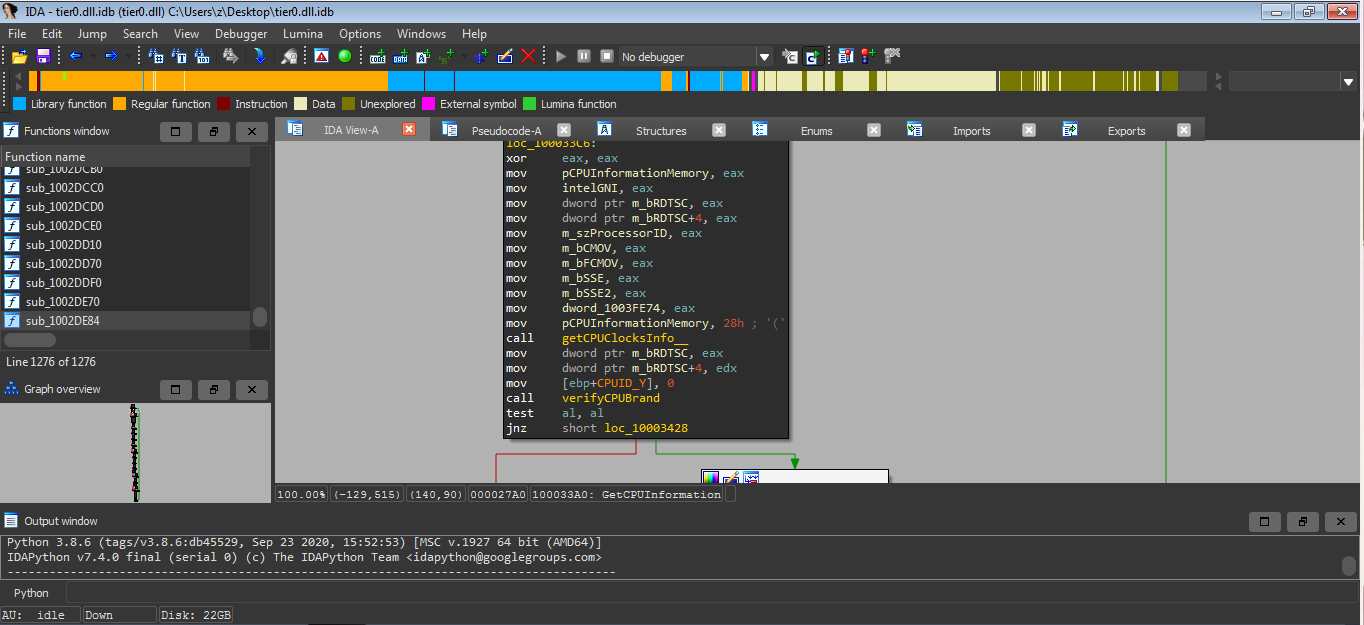 IDA - tier0.dll.idb (tier0.dll) C:\Users\z\Desktop\tier0.dll.idb
File Edit Jump Search View Debugger Lumina Options Windows Help
No debugger
Library function Regular function Instruction Data Unexplored External symbol Lumina function
Functions window
IDA View-A Pseudocode-A Structures Enums Imports Exports
Function name
sub_1002DCB0
sub_1002DCC0
sub_1002DCD0
sub_1002DCE0
sub_1002DD10
sub_1002DD70
sub_1002DDF0
sub_1002DE70
sub_1002DE84
Line 1276 of 1276
Graph overview
loc_100033C6:
xor eax, eax
mov pCPUInformationMemory, eax
mov intelGNI, eax
mov dword ptr m_bRDTSC, eax
mov dword ptr m_bRDTSC+4, eax
mov m_szProcessorID, eax
mov m_bCMOV, eax
mov m_bFCMOV, eax
mov m_bSSE, eax
mov m_bSSE2, eax
mov dword_1003FE74, eax
mov pCPUInformationMemory, 28h ; '('
call getCPUClocksInfo__
mov dword ptr m_bRDTSC, eax
mov dword ptr m_bRDTSC+4, edx
mov [ebp+CPUID_Y], 0
call verifyCPUBrand
test al, al
jnz short loc_10003428
100.00% (-129,515) (140,90) 000027A0 100033A0: GetCPUInformation
Output window
Python 3.8.6 (tags/v3.8.6:db45529, Sep 23 2020, 15:52:53) [MSC v.1927 64 bit (AMD64)]
IDAPython v7.4.0 final (serial 0) (c) The IDAPython Team <idapython@googlegroups.com>
Python
AU: idle Down Disk: 22GB